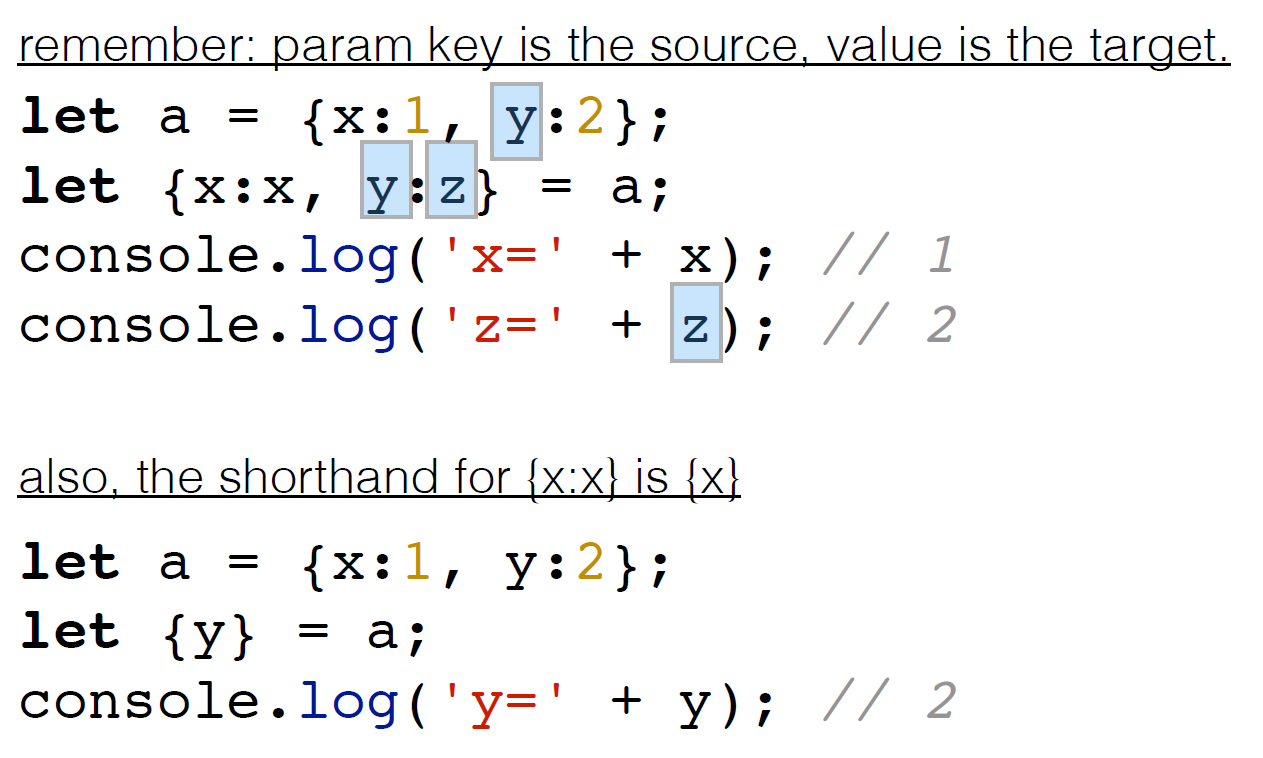 remember: param key is the source, value is the target.
let a = {x:1, y:2};
let {x:x, y:z} = a;
console.log('x=' + x); // 1
console.log('z=' + z); // 2
also, the shorthand for {x:x} is {x}
let a = {x:1, y:2};
let {y} = a;
console.log('y=' + y); // 2